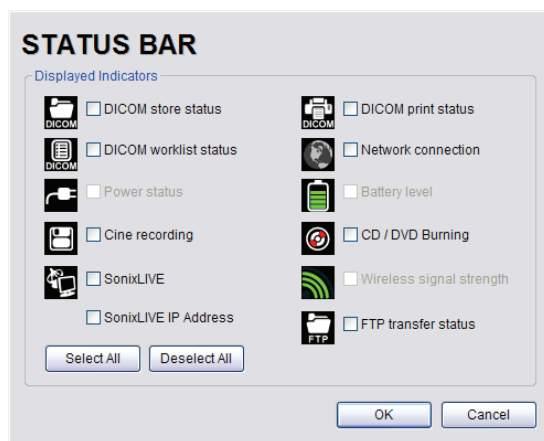 STATUS BAR
Displayed Indicators
DICOM DICOM store status
DICOM DICOM print status
DICOM DICOM worklist status
Network connection
Power status
Battery level
Cine recording
CD / DVD Burning
SonixLIVE
Wireless signal strength
SonixLIVE IP Address
FTP FTP transfer status
Select All Deselect All
OK Cancel